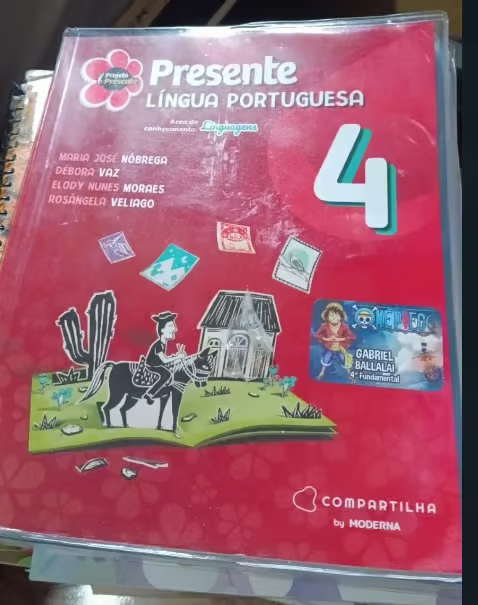 Projeto
Presente
Presente
LÍNGUA PORTUGUESA
Área do
conhecimento: Linguagens
4
MARIA JOSÉ NÓBREGA
DÉBORA VAZ
ELODY NUNES MORAES
ROSÂNGELA VELIAGO
ONE PIECE
GABRIEL
BALLALAI
4º Fundamental
COMPARTILHA
by MODERNA